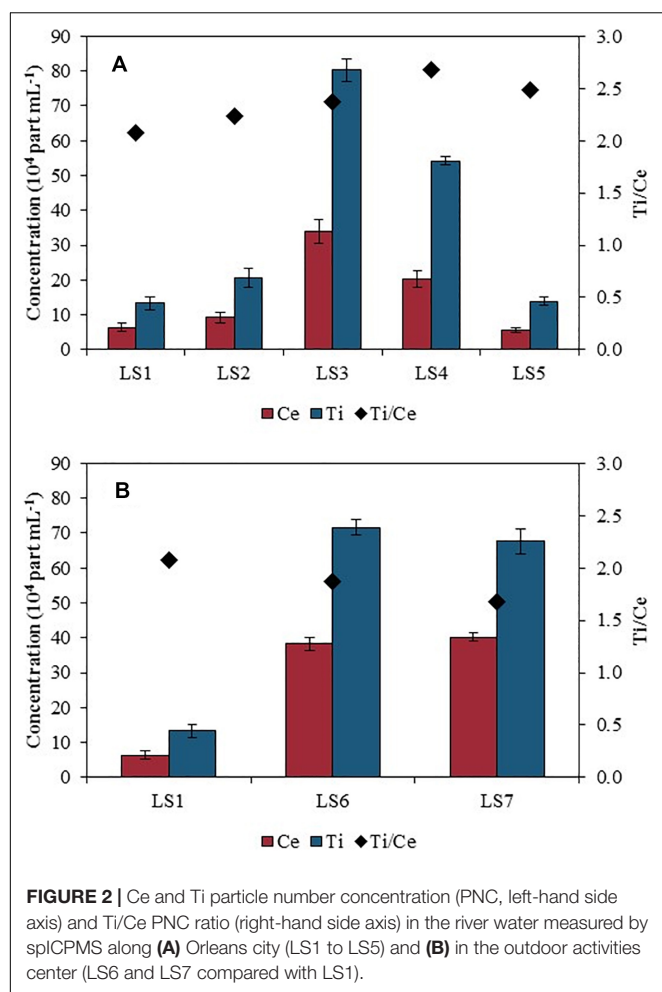 A
Concentration (10⁴ part mL⁻¹)
90
80
70
60
50
40
30
20
10
0
3.0
2.5
2.0
1.5
1.0
0.5
0.0
Ti/Ce
LS1 LS2 LS3 LS4 LS5
Ce Ti Ti/Ce
B
Concentration (10⁴ part mL⁻¹)
90
80
70
60
50
40
30
20
10
0
3.0
2.5
2.0
1.5
1.0
0.5
0.0
Ti/Ce
LS1 LS6 LS7
Ce Ti Ti/Ce
FIGURE 2 | Ce and Ti particle number concentration (PNC, left-hand side
axis) and Ti/Ce PNC ratio (right-hand side axis) in the river water measured by
spICPMS along (A) Orleans city (LS1 to LS5) and (B) in the outdoor activities
center (LS6 and LS7 compared with LS1).